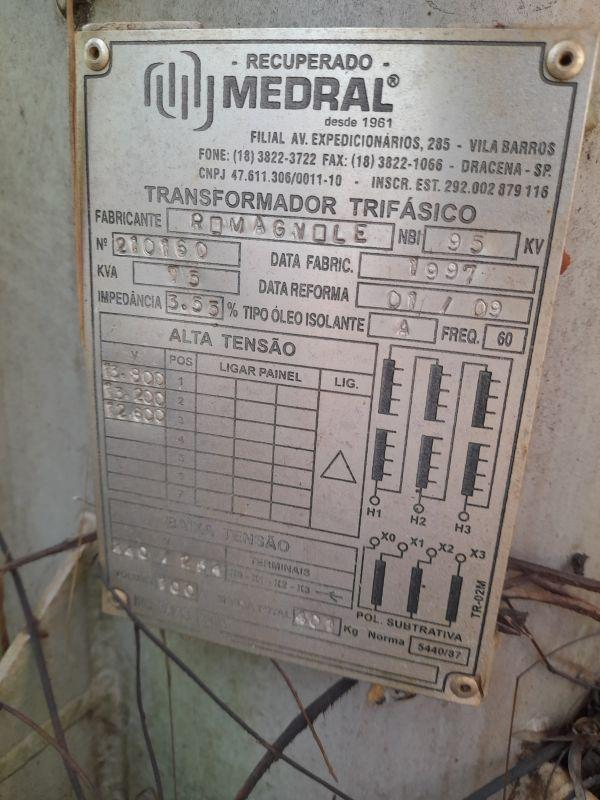 - RECUPERADO -
MEDRAL®
desde 1961
FILIAL AV. EXPEDICIONÁRIOS, 285 - VILA BARROS
FONE: (18) 3822-3722 FAX: (18) 3822-1066 - DRACENA - SP.
CNPJ 47.611.306/0011-10 - INSCR. EST. 292.002 879 116
TRANSFORMADOR TRIFÁSICO
FABRICANTE ROMAGNOLE NBI 95 KV
Nº 210160 DATA FABRIC. 1997
KVA 75 DATA REFORMA 01 / 09
IMPEDÂNCIA 3.53 % TIPO ÓLEO ISOLANTE A FREQ. 60
ALTA TENSÃO
V POS LIGAR PAINEL LIG.
13.800 1
13.200 2
12.600 3
4
5
6
7
H1 H2 H3
BAIXA TENSÃO
TERMINAIS
X0 - X1 - X2 - X3
X0 X1 X2 X3
100
Kg
POL. SUBTRATIVA
Norma 5440/87
TR-02M